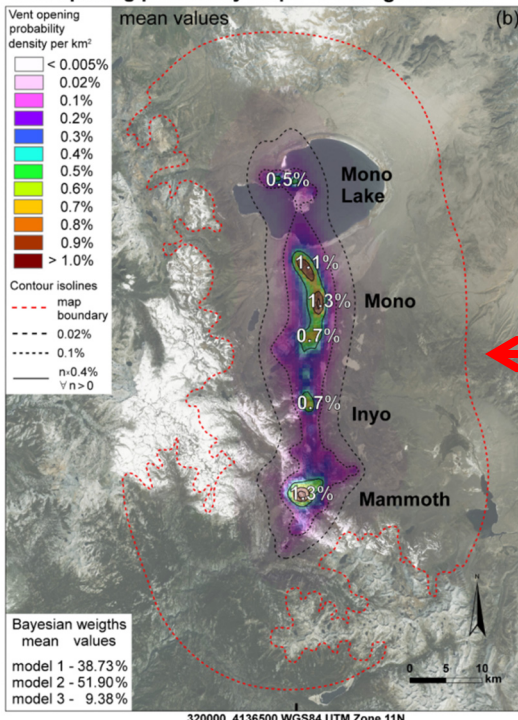 mean values
(b)
Vent opening
probability
density per km²
< 0.005%
0.02%
0.1%
0.2%
0.3%
0.4%
0.5%
0.6%
0.7%
0.8%
0.9%
> 1.0%
Contour isolines
map
boundary
0.02%
0.1%
n×0.4%
∀ n > 0
0.5%
Mono
Lake
1.1%
1.3%
Mono
0.7%
0.7%
Inyo
1.3%
Mammoth
Bayesian weigths
mean values
model 1 - 38.73%
model 2 - 51.90%
model 3 - 9.38%
N
0 5 10
km
320000, 4136500 WGS84 UTM Zone 11N